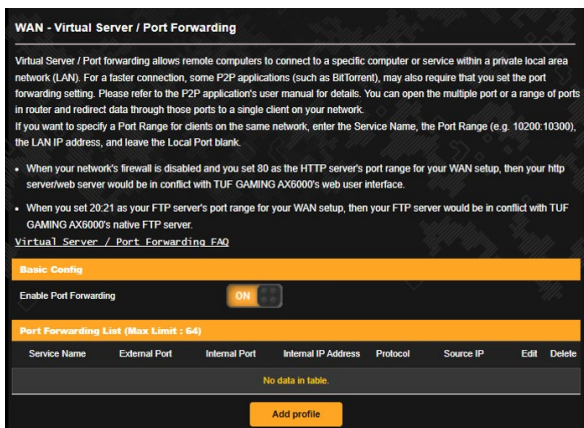 WAN - Virtual Server / Port Forwarding
Virtual Server / Port forwarding allows remote computers to connect to a specific computer or service within a private local area
network (LAN). For a faster connection, some P2P applications (such as BitTorrent), may also require that you set the port
forwarding setting. Please refer to the P2P application's user manual for details. You can open the multiple port or a range of ports
in router and redirect data through those ports to a single client on your network.
If you want to specify a Port Range for clients on the same network, enter the Service Name, the Port Range (e.g. 10200:10300),
the LAN IP address, and leave the Local Port blank.
• When your network's firewall is disabled and you set 80 as the HTTP server's port range for your WAN setup, then your http
server/web server would be in conflict with TUF GAMING AX6000's web user
interface.
• When you set 20:21 as your FTP server's port range for your WAN setup, then your FTP server would be in conflict with TUF
GAMING AX6000's native FTP server.
Virtual Server / Port Forwarding FAQ
Basic Config
Enable Port Forwarding ON
Port Forwarding List (Max Limit : 64)
Service Name External Port Internal Port Internal IP Address Protocol Source IP Edit Delete
No data in table.
Add profile